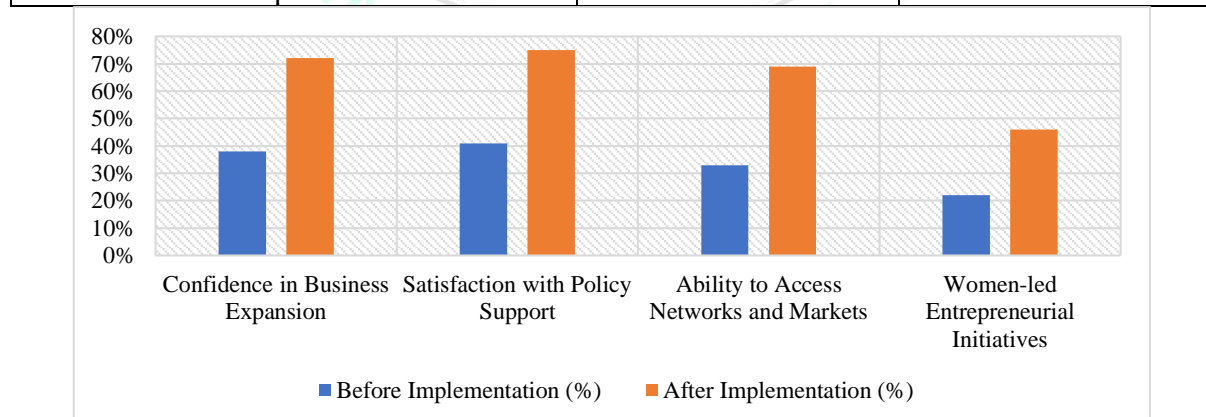 80%
70%
60%
50%
40%
30%
20%
10%
0%
Confidence in Business
Expansion
Satisfaction with Policy
Support
Ability to Access
Networks and Markets
Women-led
Entrepreneurial
Initiatives
Before Implementation (%)
After Implementation (%)